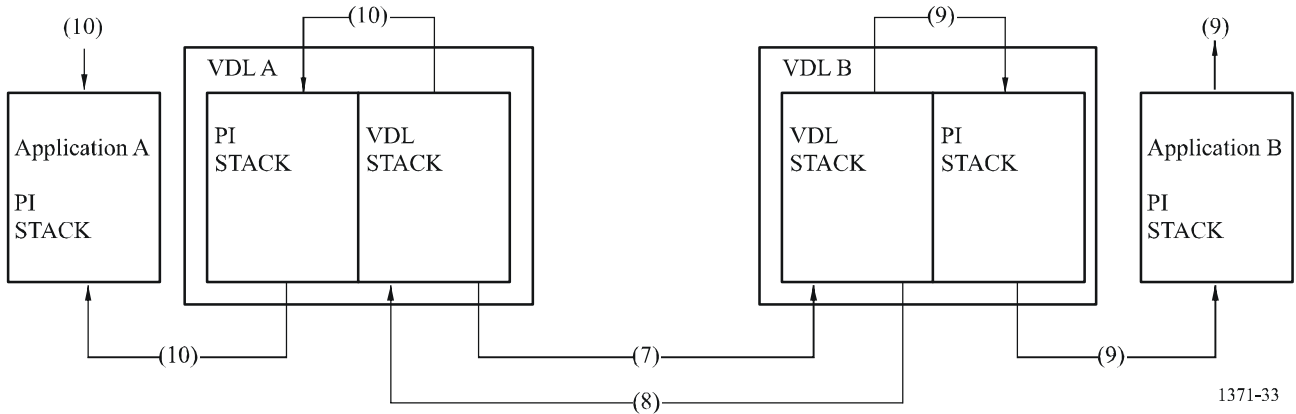 (10)
(10)
(9)
(9)
VDL A
VDL B
Application A
PI
STACK
PI
STACK
VDL
STACK
VDL
STACK
PI
STACK
Application B
PI
STACK
(10)
(7)
(9)
(8)
1371-33